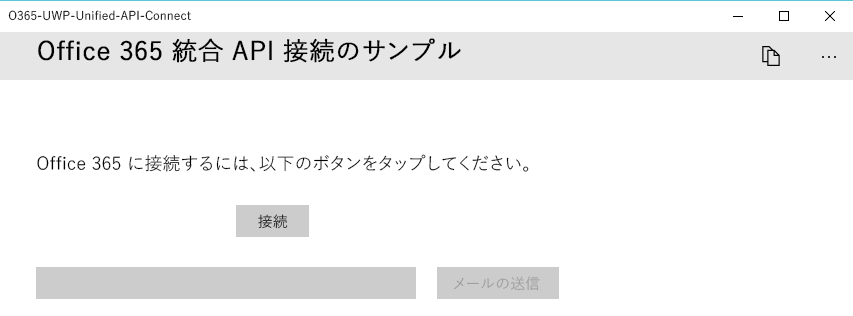 O365-UWP-Unified-API-Connect
Office 365 統合 API 接続のサンプル
Office 365 に接続するには、以下のボタンをタップしてください。
接続
メールの送信